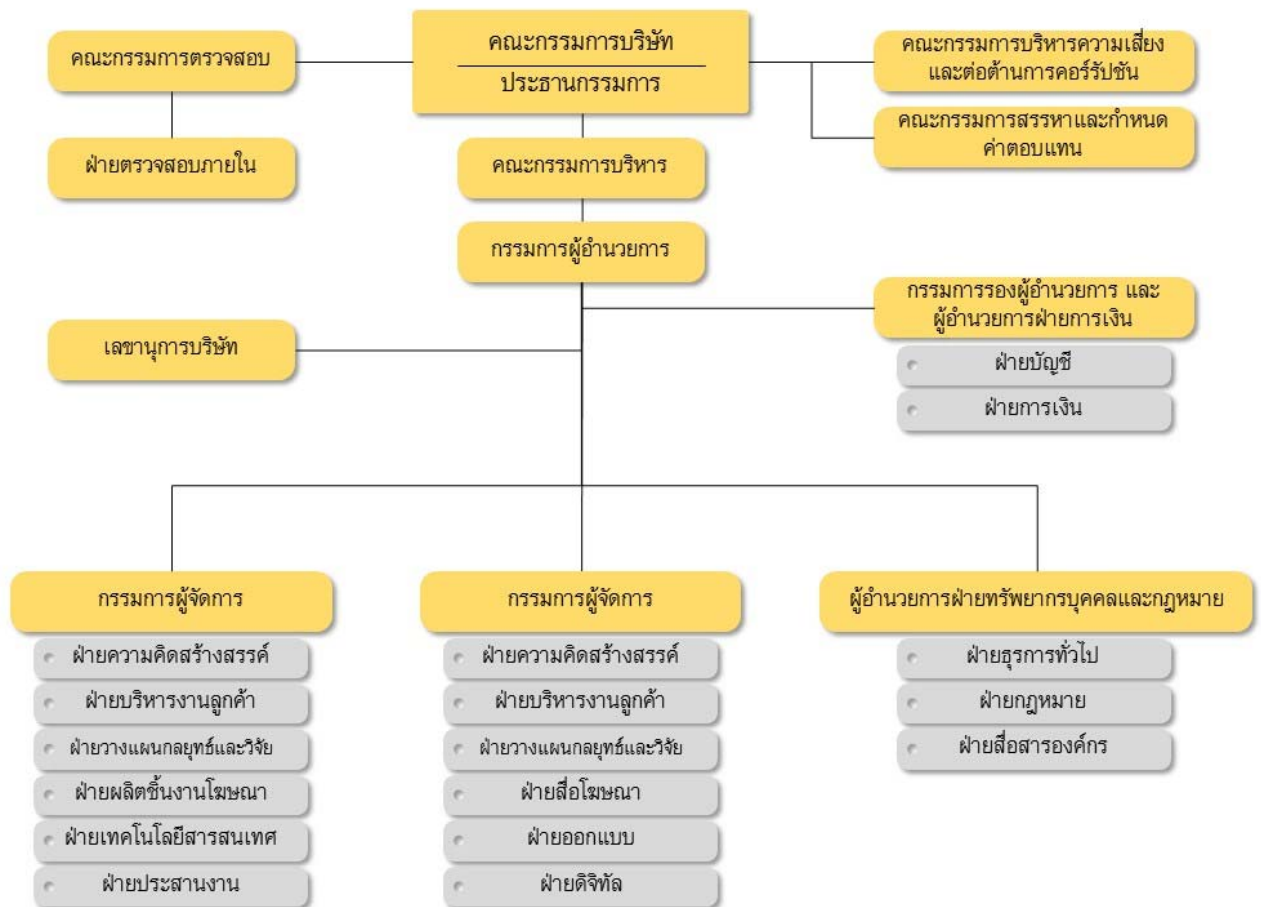 คณะกรรมการบริษัท
ประธานกรรมการ
คณะกรรมการตรวจสอบ
ฝ่ายตรวจสอบภายใน
คณะกรรมการบริหารความเสี่ยง
และต่อต้านการคอร์รัปชัน
คณะกรรมการสรรหาและกำหนด
ค่าตอบแทน
คณะกรรมการบริหาร
กรรมการผู้อำนวยการ
กรรมการรองผู้อำนวยการ และ
ผู้อำนวยการฝ่ายการเงิน
ฝ่ายบัญชี
ฝ่ายการเงิน
เลขานุการบริษัท
กรรมการผู้จัดการ
ฝ่ายความคิดสร้างสรรค์
ฝ่ายบริหารงานลูกค้า
ฝ่ายวางแผนกลยุทธ์และวิจัย
ฝ่ายผลิตชิ้นงานโฆษณา
ฝ่ายเทคโนโลยีสารสนเทศ
ฝ่ายประสานงาน
กรรมการผู้จัดการ
ฝ่ายความคิดสร้างสรรค์
ฝ่ายบริหารงานลูกค้า
ฝ่ายวางแผนกลยุทธ์และวิจัย
ฝ่ายสื่อโฆษณา
ฝ่ายออกแบบ
ฝ่ายดิจิทัล
ผู้อำนวยการฝ่ายทรัพยากรบุคคลและกฎหมาย
ฝ่ายธุรการทั่วไป
ฝ่ายกฎหมาย
ฝ่ายสื่อสารองค์กร